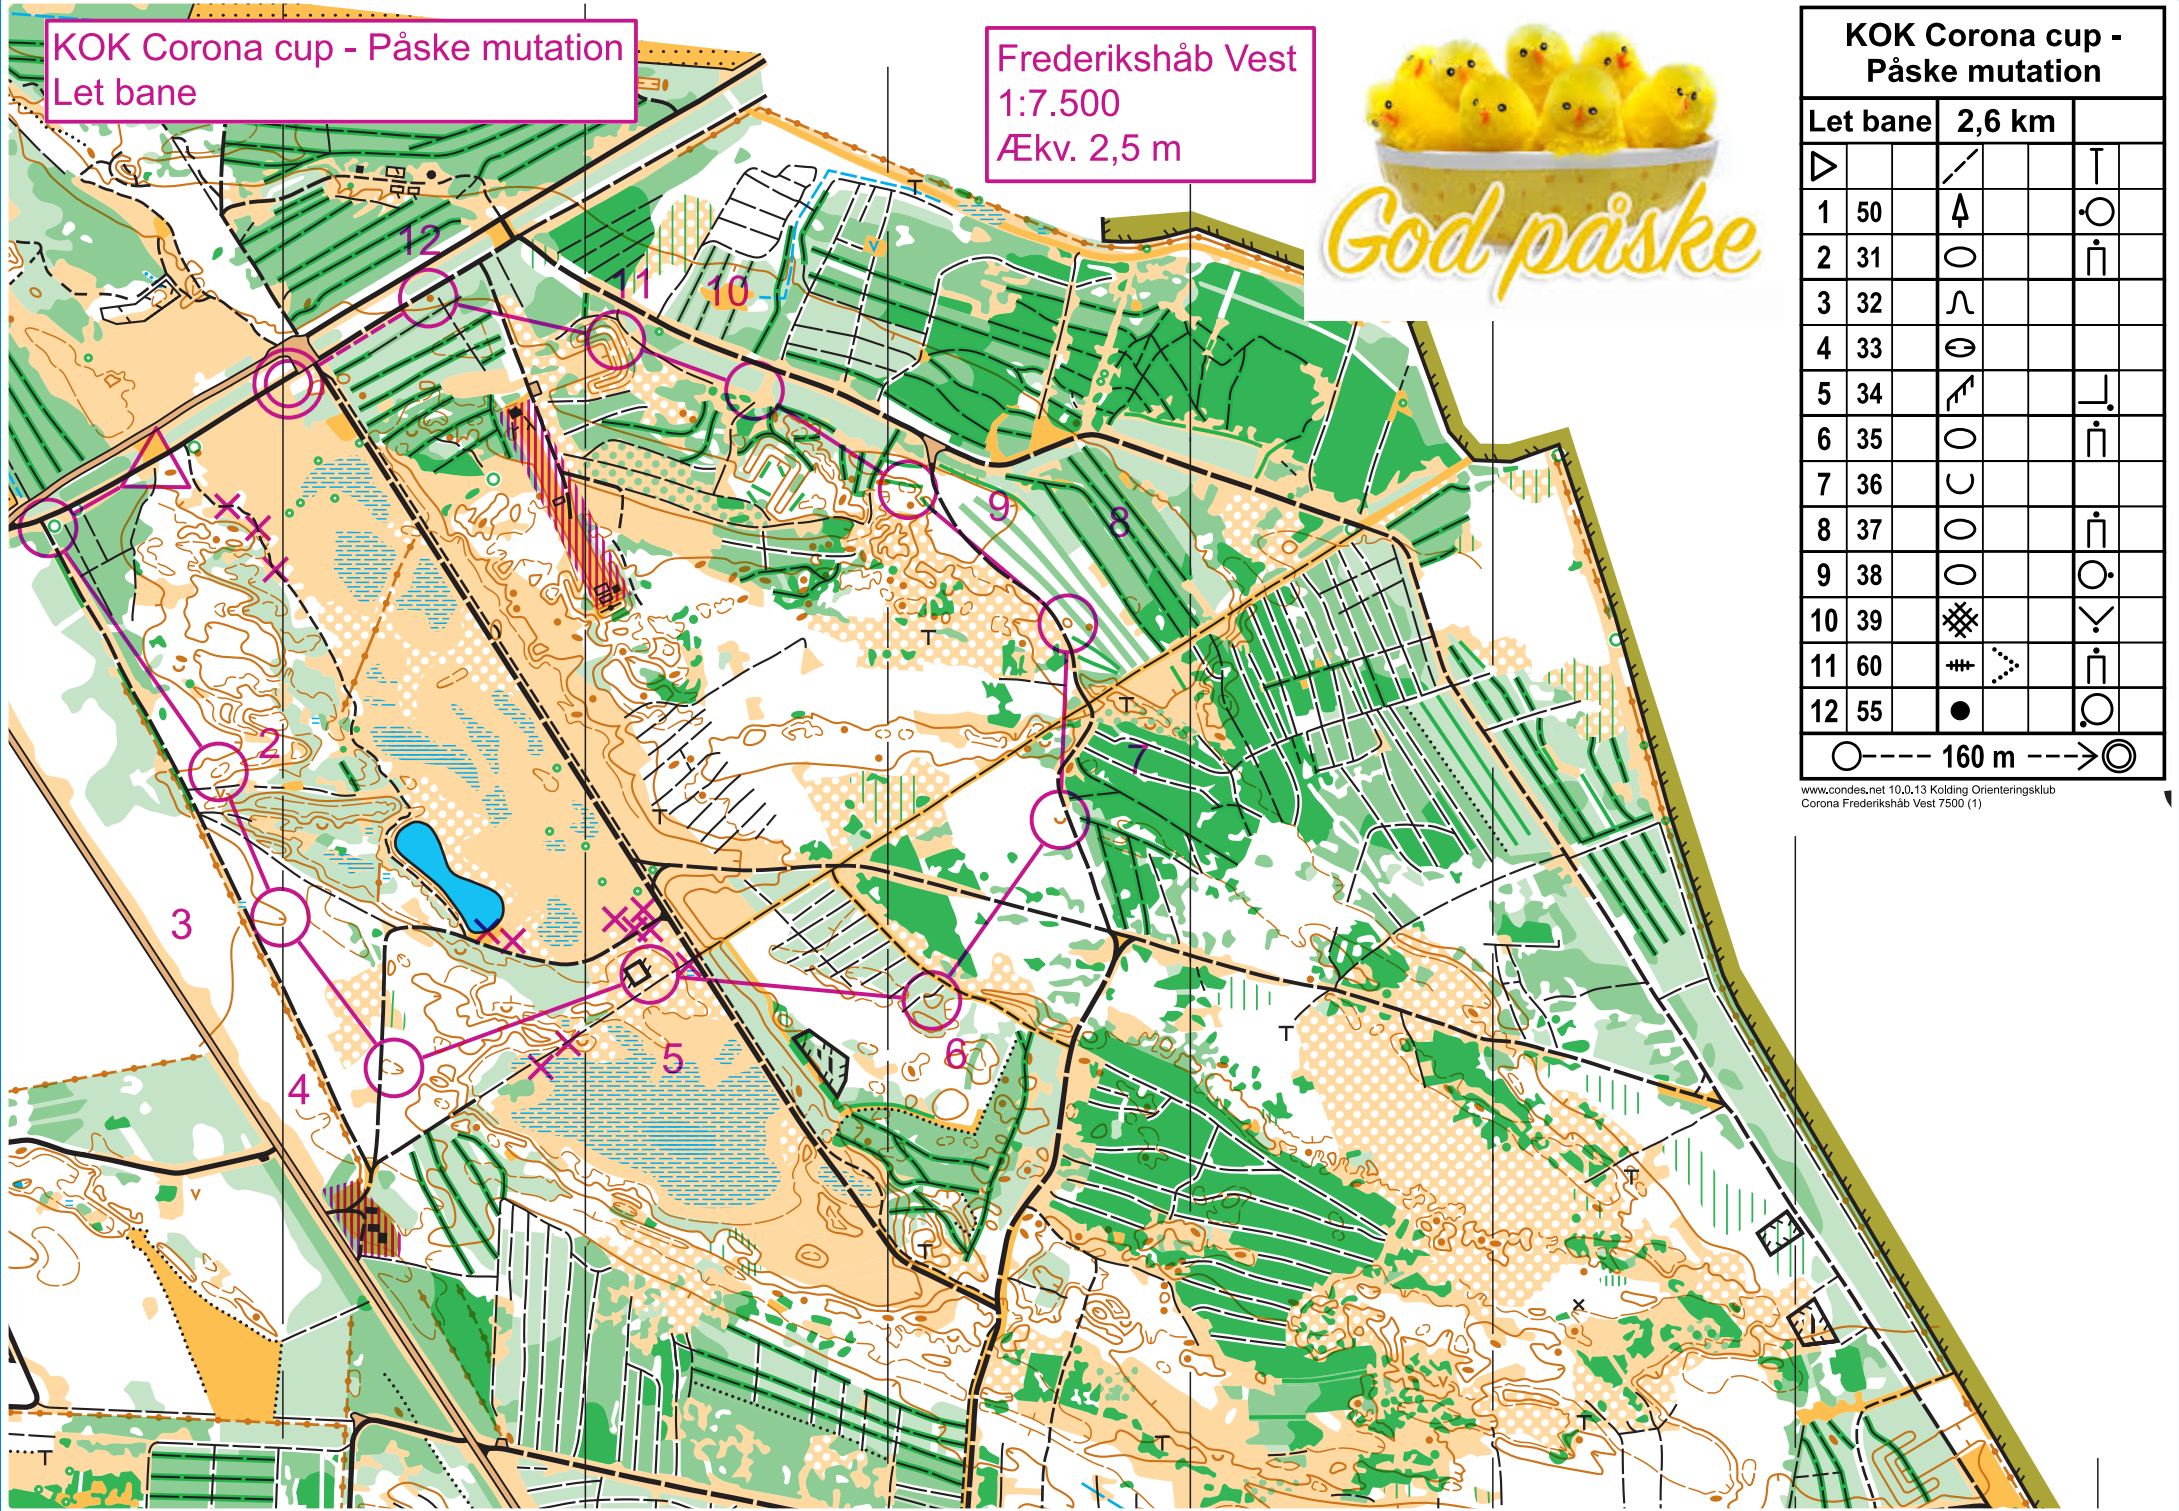 KOK Corona cup - Påske mutation
Let bane
Frederikshåb Vest
1:7.500
Ækv. 2,5 m
God påske
KOK Corona cup -
Påske mutation
Let bane 2,6 km
1 50
2 31
3 32
4 33
5 34
6 35
7 36
8 37
9 38
10 39
11 60
12 55
160 m
www.condes.net 10.0.13 Kolding Orienteringsklub
Corona Frederikshåb Vest 7500 (1)
12
11
10
9
8
2
7
3
6
5
4